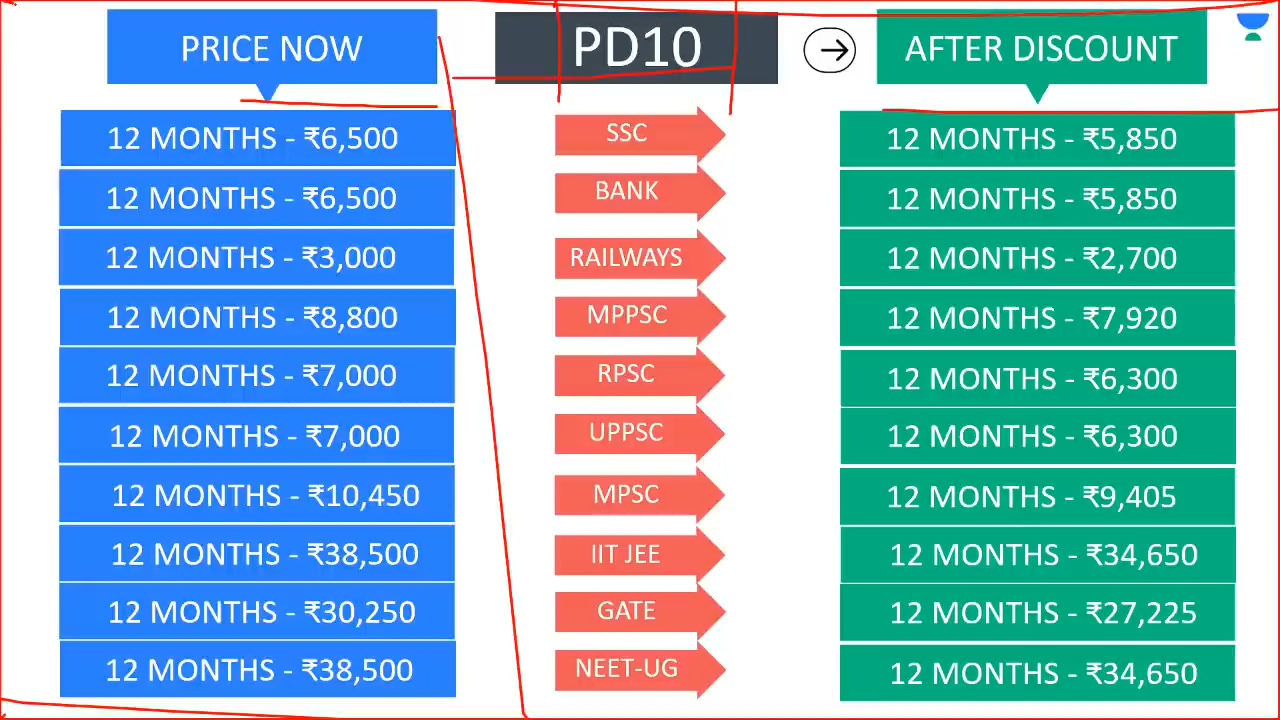 PRICE NOW PD10 AFTER DISCOUNT
12 MONTHS - ₹6,500 SSC 12 MONTHS - ₹5,850
12 MONTHS - ₹6,500 BANK 12 MONTHS - ₹5,850
12 MONTHS - ₹3,000 RAILWAYS 12 MONTHS - ₹2,700
12 MONTHS - ₹8,800 MPPSC 12 MONTHS - ₹7,920
12 MONTHS - ₹7,000 RPSC 12 MONTHS - ₹6,300
12 MONTHS - ₹7,000 UPPSC 12 MONTHS - ₹6,300
12 MONTHS - ₹10,450 MPSC 12 MONTHS - ₹9,405
12 MONTHS - ₹38,500 IIT JEE 12 MONTHS - ₹34,650
12 MONTHS - ₹30,250 GATE 12 MONTHS - ₹27,225
12 MONTHS - ₹38,500 NEET-UG 12 MONTHS - ₹34,650